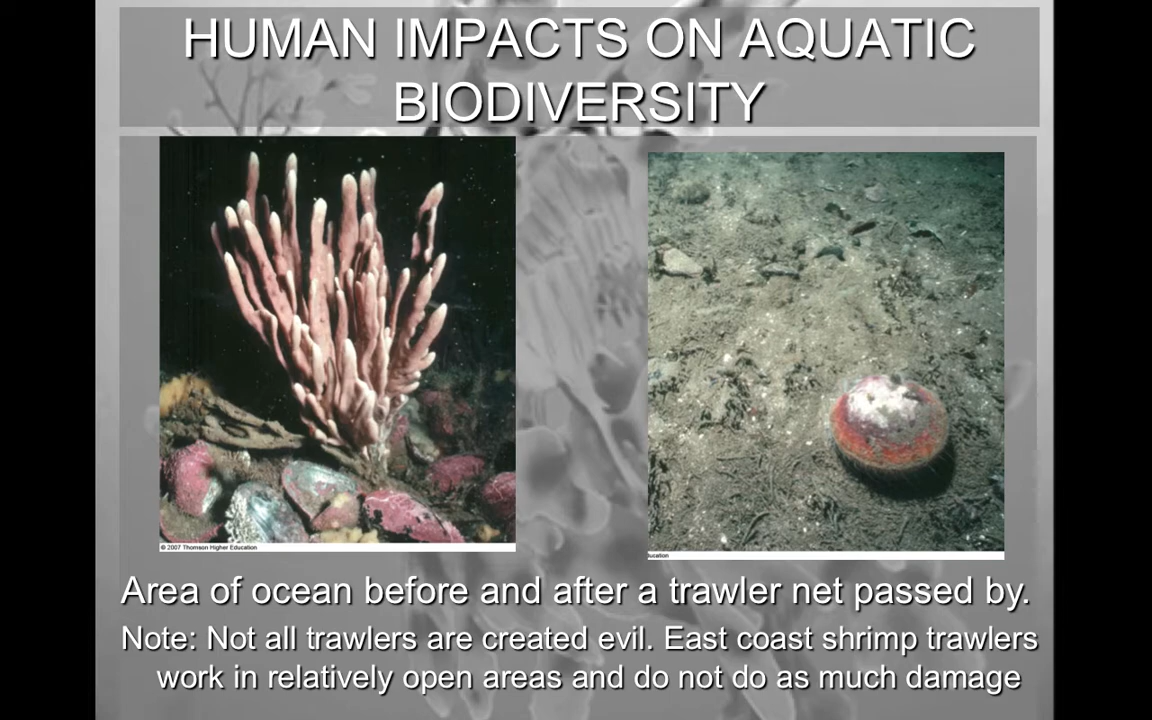 HUMAN IMPACTS ON AQUATIC
BIODIVERSITY
© 2007 Thomson Higher Education
ucation
Area of ocean before and after a trawler net passed by.
Note: Not all trawlers are created evil. East coast shrimp trawlers
work in relatively open areas and do not do as much damage